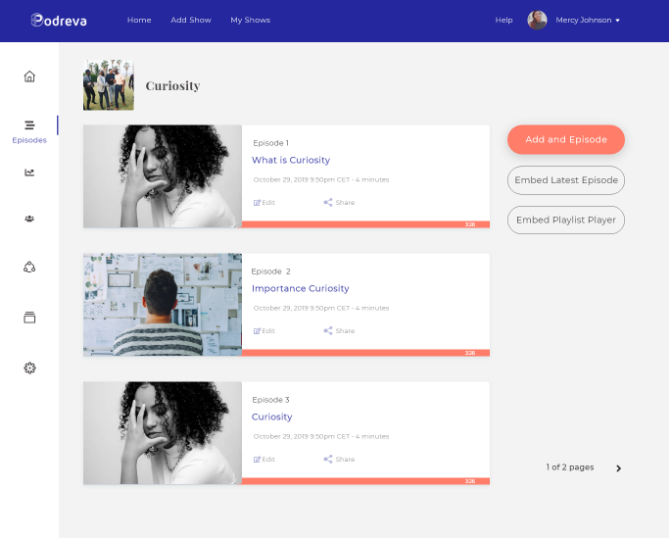 Podreva
Home Add Show My Shows Help Mercy Johnson
Curiosity
Episodes
Episode 1
What is Curiosity
October 29, 2019 9:50pm CET - 4 minutes
Edit Share
326
Add and Episode
Embed Latest Episode
Embed Playlist Player
Episode 2
Importance Curiosity
October 29, 2019 9:50pm CET - 4 minutes
Edit Share
326
Episode 3
Curiosity
October 29, 2019 9:50pm CET - 4 minutes
Edit Share
326
1 of 2 pages